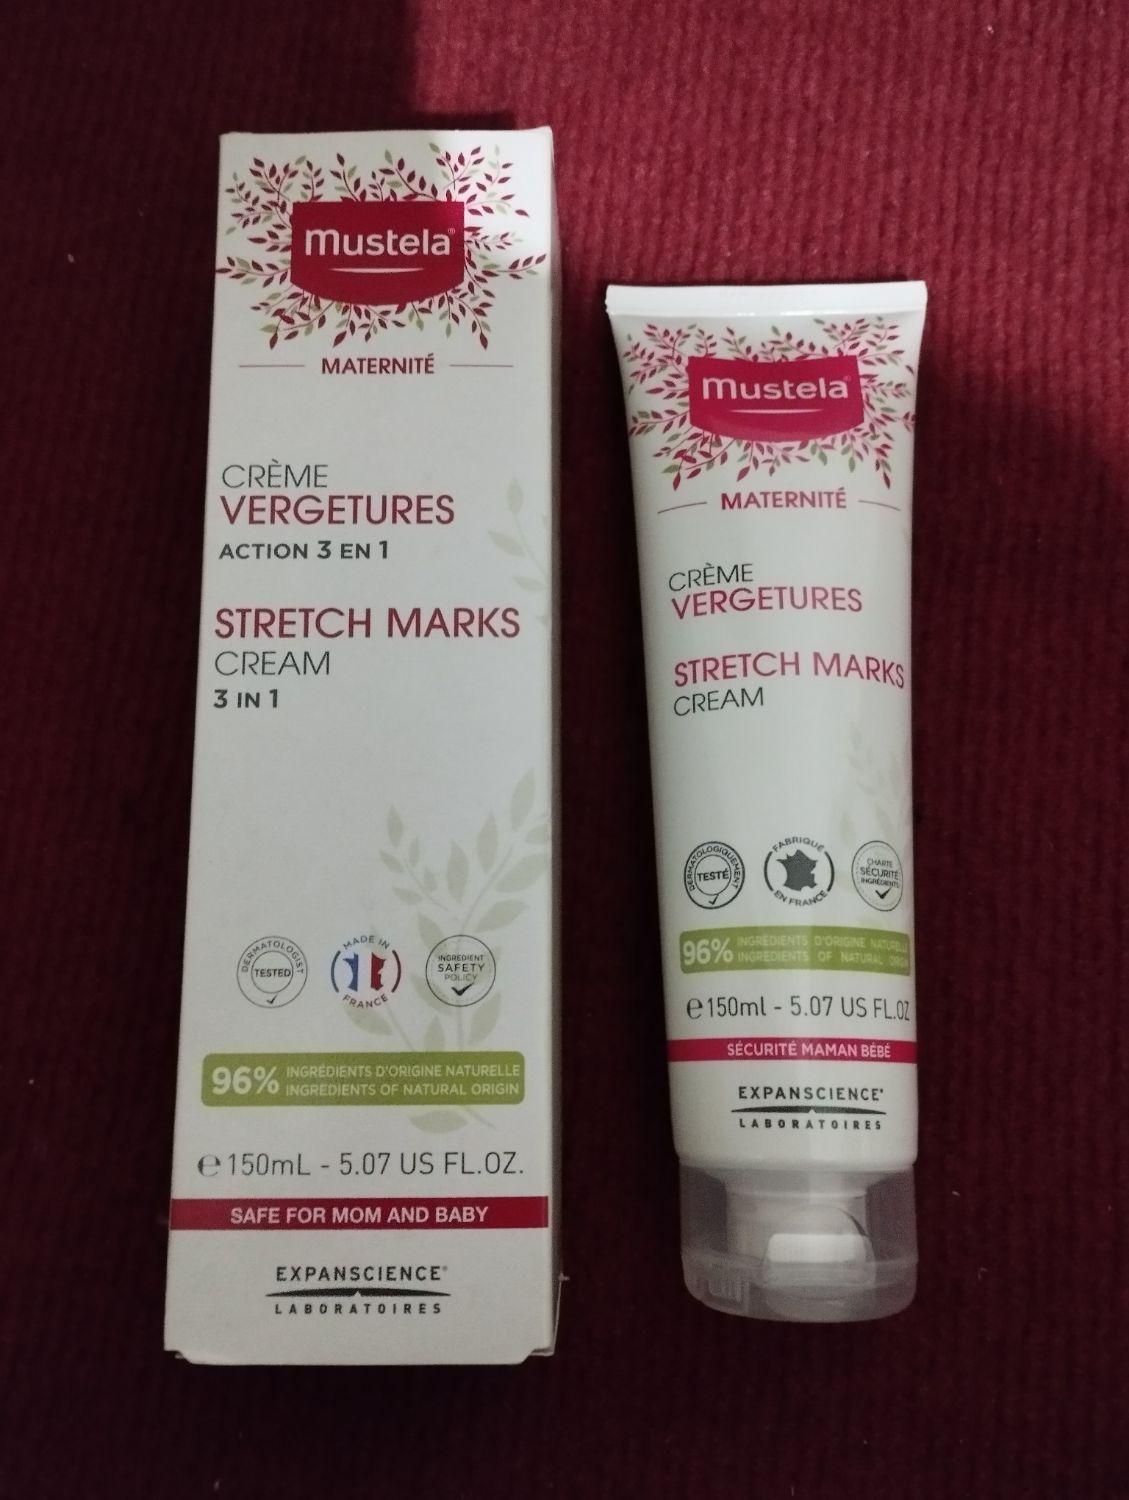 mustela®
MATERNITÉ
CRÈME
VERGETURES
ACTION 3 EN 1
STRETCH MARKS
CREAM
3 IN 1
DERMATOLOGIST
TESTED
MADE IN
FRANCE
INGREDIENT
SAFETY
POLICY
96% INGRÉDIENTS D'ORIGINE NATURELLE
INGREDIENTS OF NATURAL ORIGIN
℮ 150mL - 5.07 US FL.OZ.
SAFE FOR MOM AND BABY
EXPANSCIENCE®
LABORATOIRES
mustela®
MATERNITÉ
CRÈME
VERGETURES
STRETCH MARKS
CREAM
DERMATOLOGIQUEMENT
TESTÉ
FABRIQUÉ
EN FRANCE
CHARTE
SÉCURITÉ
INGRÉDIENTS
96% INGRÉDIENTS D'ORIGINE NATURELLE
INGREDIENTS OF NATURAL ORIGIN
℮ 150ml - 5.07 US FL.OZ
SÉCURITÉ MAMAN BÉBÉ
EXPANSCIENCE®
LABORATOIRES